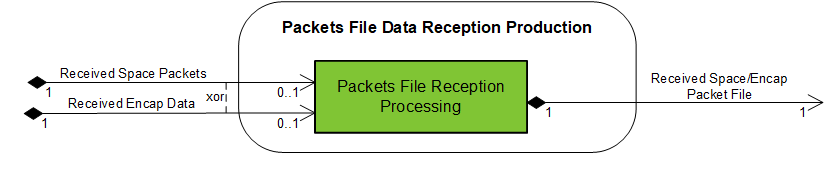 Packets File Data Reception Production
Received Space Packets
1
0..1
xor
Received Encap Data
1
0..1
Packets File Reception
Processing
1
Received Space/Encap
Packet File
1